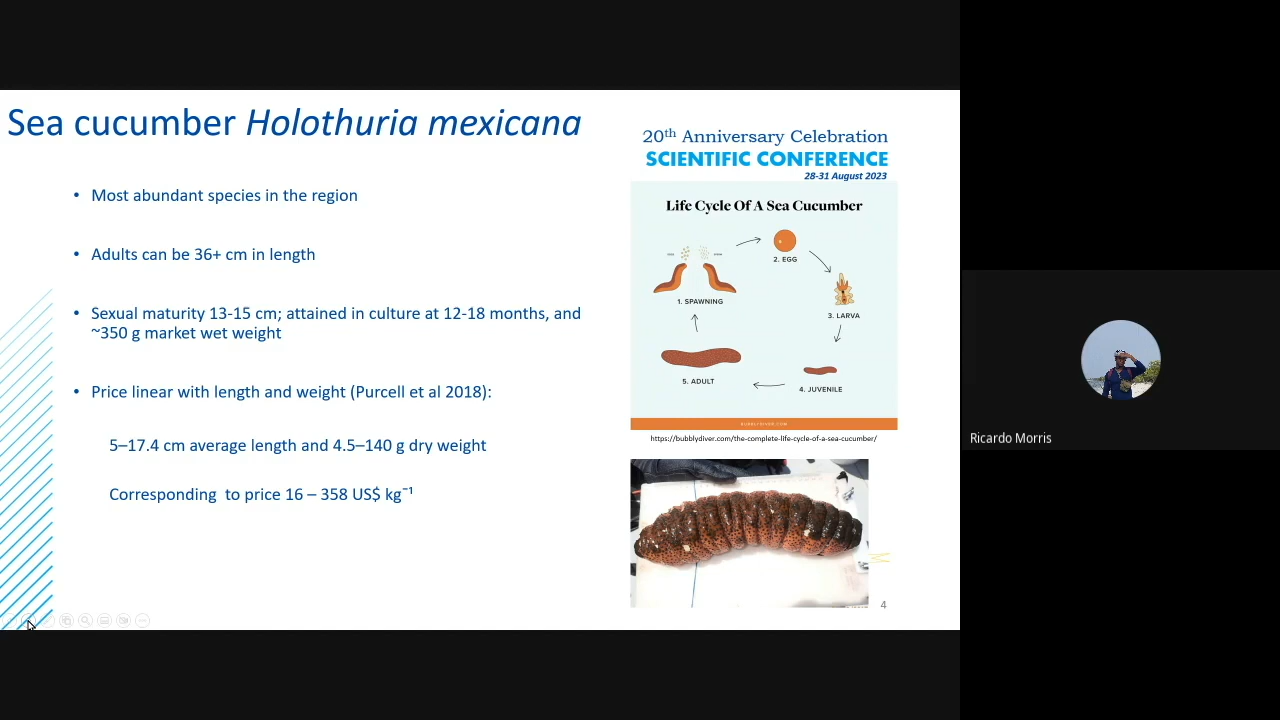 Sea cucumber Holothuria mexicana
20th Anniversary Celebration
SCIENTIFIC CONFERENCE
28-31 August 2023
• Most abundant species in the region
• Adults can be 36+ cm in length
• Sexual maturity 13-15 cm; attained in culture at 12-18 months, and
~350 g market wet weight
• Price linear with length and weight (Purcell et al 2018):
5–17.4 cm average length and 4.5–140 g dry weight
Corresponding to price 16 – 358 US$ kg⁻¹
Life Cycle Of A Sea Cucumber
1. SPAWNING
2. EGG
3. LARVA
4. JUVENILE
5. ADULT
BUBBLYDIVER.COM
https://bubblydiver.com/the-complete-life-cycle-of-a-sea-cucumber/
4
Ricardo Morris